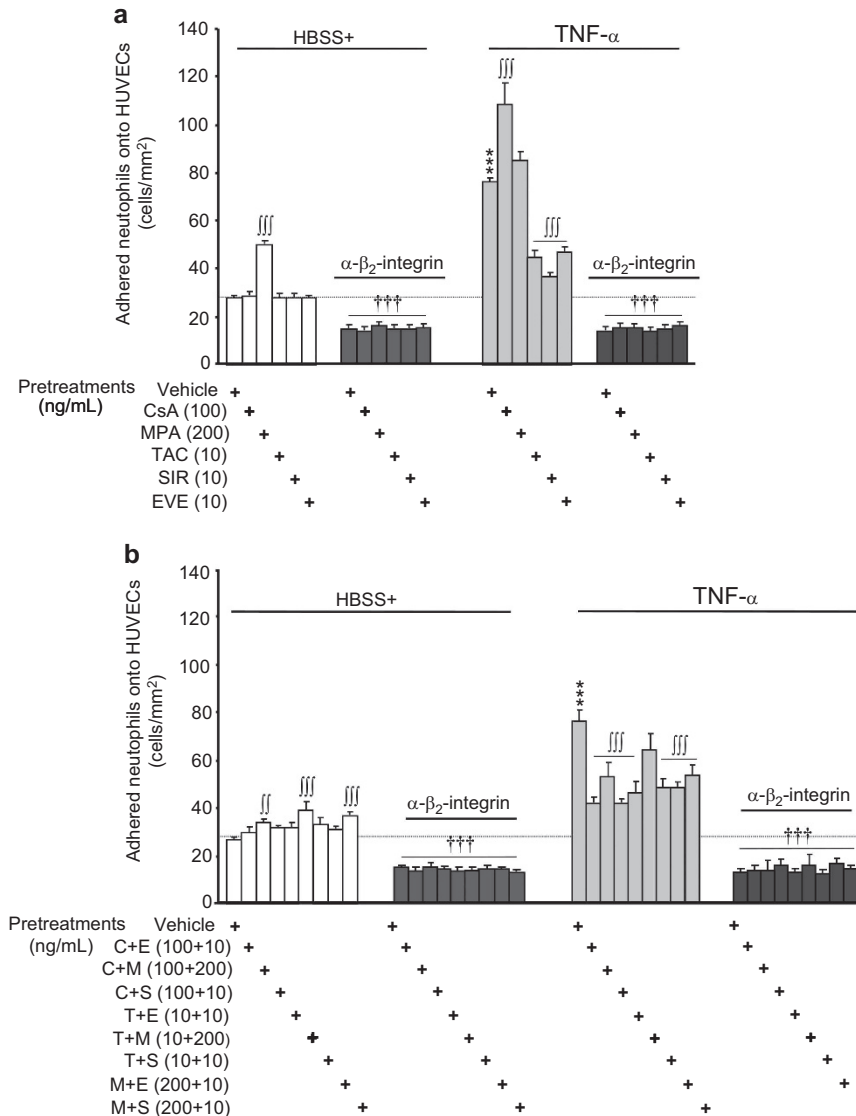 a
140
120
100
80
60
40
20
0
Adhered neutophils onto HUVECs
(cells/mm²)
HBSS+
TNF-α
∫∫∫
***
∫∫∫
∫∫∫
α-β₂-integrin
α-β₂-integrin
†††
†††
Pretreatments
(ng/mL)
Vehicle + + + +
CsA (100) + + + +
MPA (200) + + + +
TAC (10) + + + +
SIR (10) + + + +
EVE (10) + + + +
b
140
120
100
80
60
40
20
0
Adhered neutophils onto HUVECs
(cells/mm²)
HBSS+
TNF-α
***
∫∫ ∫∫∫ ∫∫∫
∫∫∫ ∫∫∫
α-β₂-integrin
α-β₂-integrin
†††
†††
Pretreatments
(ng/mL)
Vehicle + + + +
C+E (100+10) + + + +
C+M (100+200) + + + +
C+S (100+10) + + + +
T+E (10+10) + + + +
T+M (10+200) + + + +
T+S (10+10) + + + +
M+E (200+10) + + + +
M+S (200+10) + + +